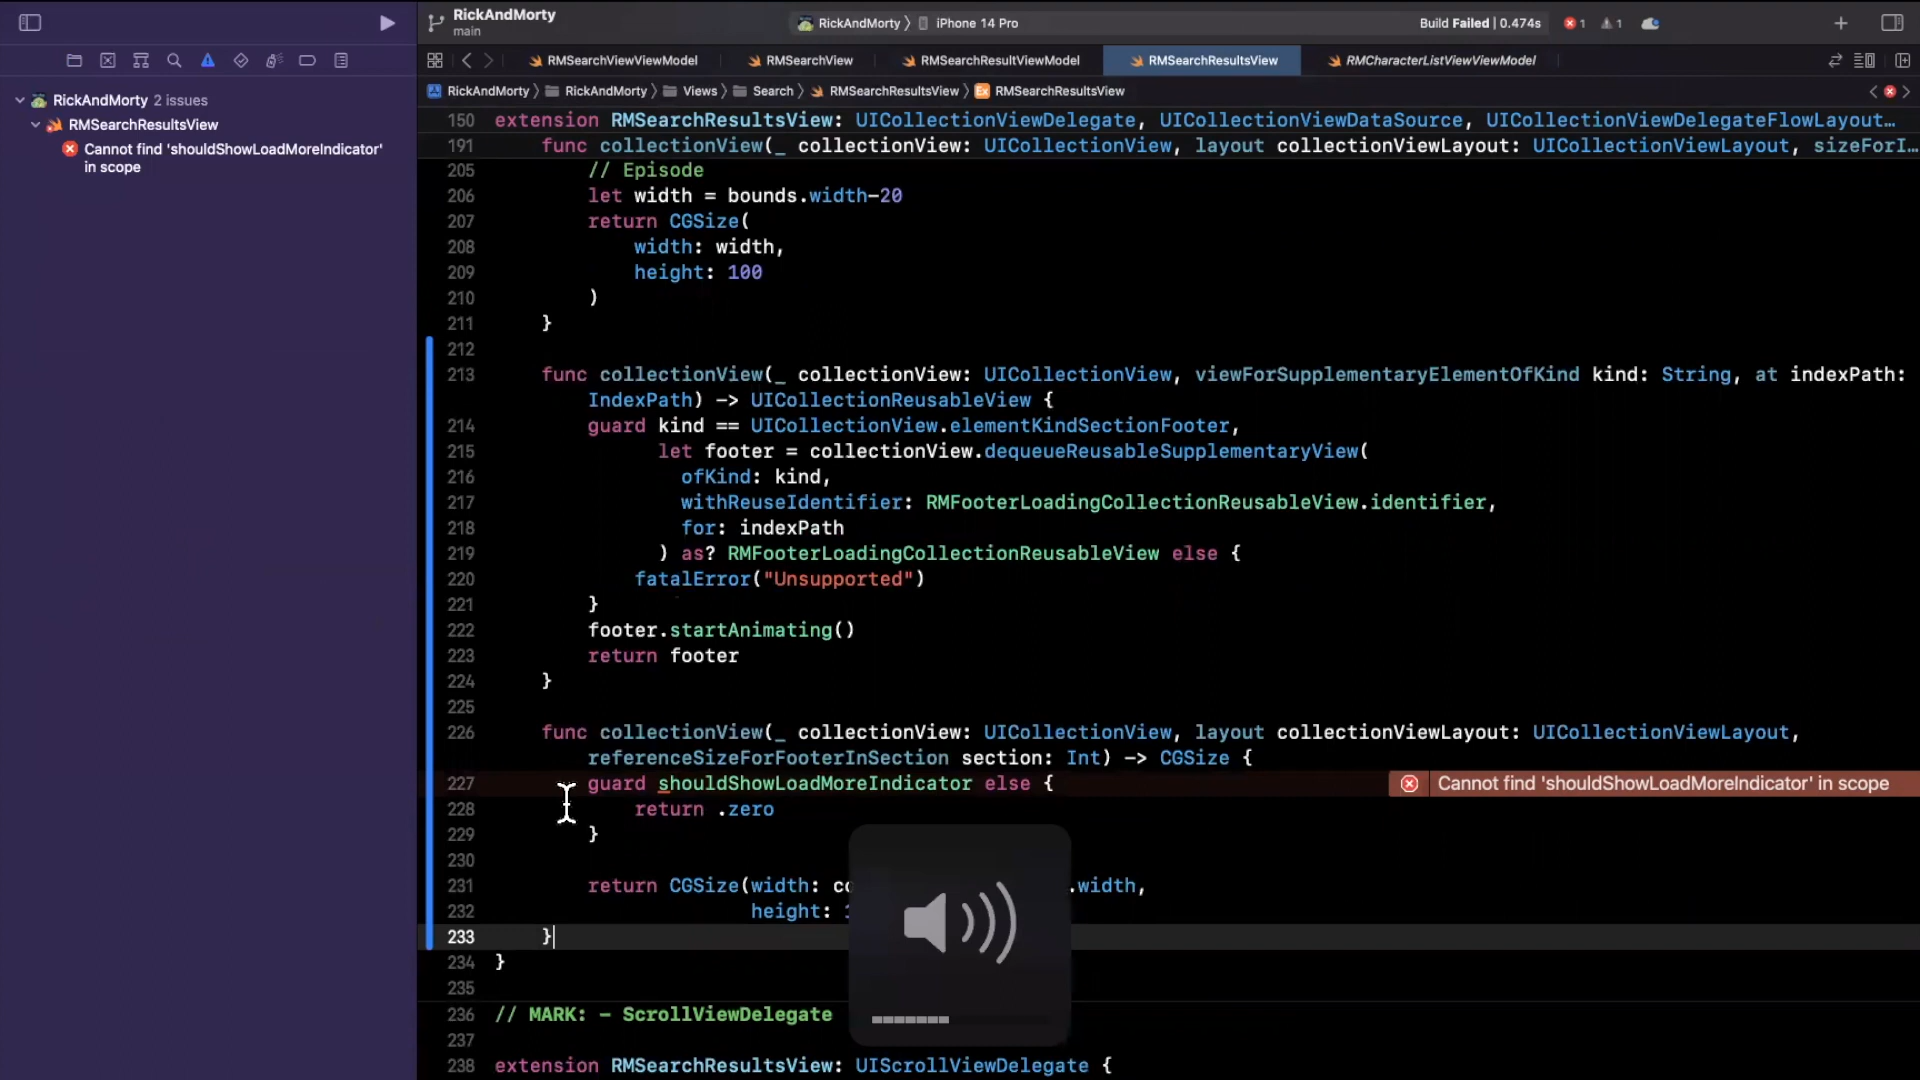 RickAndMorty
main
RickAndMorty 〉 iPhone 14 Pro
Build Failed | 0.474s
1
1
RMSearchViewViewModel
RMSearchView
RMSearchResultViewModel
RMSearchResultsView
RMCharacterListViewViewModel
RickAndMorty 〉 RickAndMorty 〉 Views 〉 Search 〉 RMSearchResultsView 〉 Ex RMSearchResultsView
RickAndMorty 2 issues
RMSearchResultsView
Cannot find 'shouldShowLoadMoreIndicator'
in scope
150 extension RMSearchResultsView: UICollectionViewDelegate, UICollectionViewDataSource, UICollectionViewDelegateFlowLayout…
191 func collectionView(_ collectionView: UICollectionView, layout collectionViewLayout: UICollectionViewLayout, sizeForI…
205 // Episode
206 let width = bounds.width-20
207 return CGSize(
208 width: width,
209 height: 100
210 )
211 }
212
213 func collectionView(_ collectionView: UICollectionView, viewForSupplementaryElementOfKind kind: String, at indexPath:
IndexPath) -> UICollectionReusableView {
214 guard kind == UICollectionView.elementKindSectionFooter,
215 let footer = collectionView.dequeueReusableSupplementaryView(
216 ofKind: kind,
217 withReuseIdentifier: RMFooterLoadingCollectionReusableView.identifier,
218 for: indexPath
219 ) as? RMFooterLoadingCollectionReusableView else {
220 fatalError("Unsupported")
221 }
222 footer.startAnimating()
223 return footer
224 }
225
226 func collectionView(_ collectionView: UICollectionView, layout collectionViewLayout: UICollectionViewLayout,
referenceSizeForFooterInSection section: Int) -> CGSize {
227 guard shouldShowLoadMoreIndicator else { Cannot find 'shouldShowLoadMoreIndicator' in scope
228 return .zero
229 }
230
231 return CGSize(width: .width,
232 height:
233 }
234 }
235
236 // MARK: - ScrollViewDelegate
237
238 extension RMSearchResultsView: UIScrollViewDelegate {